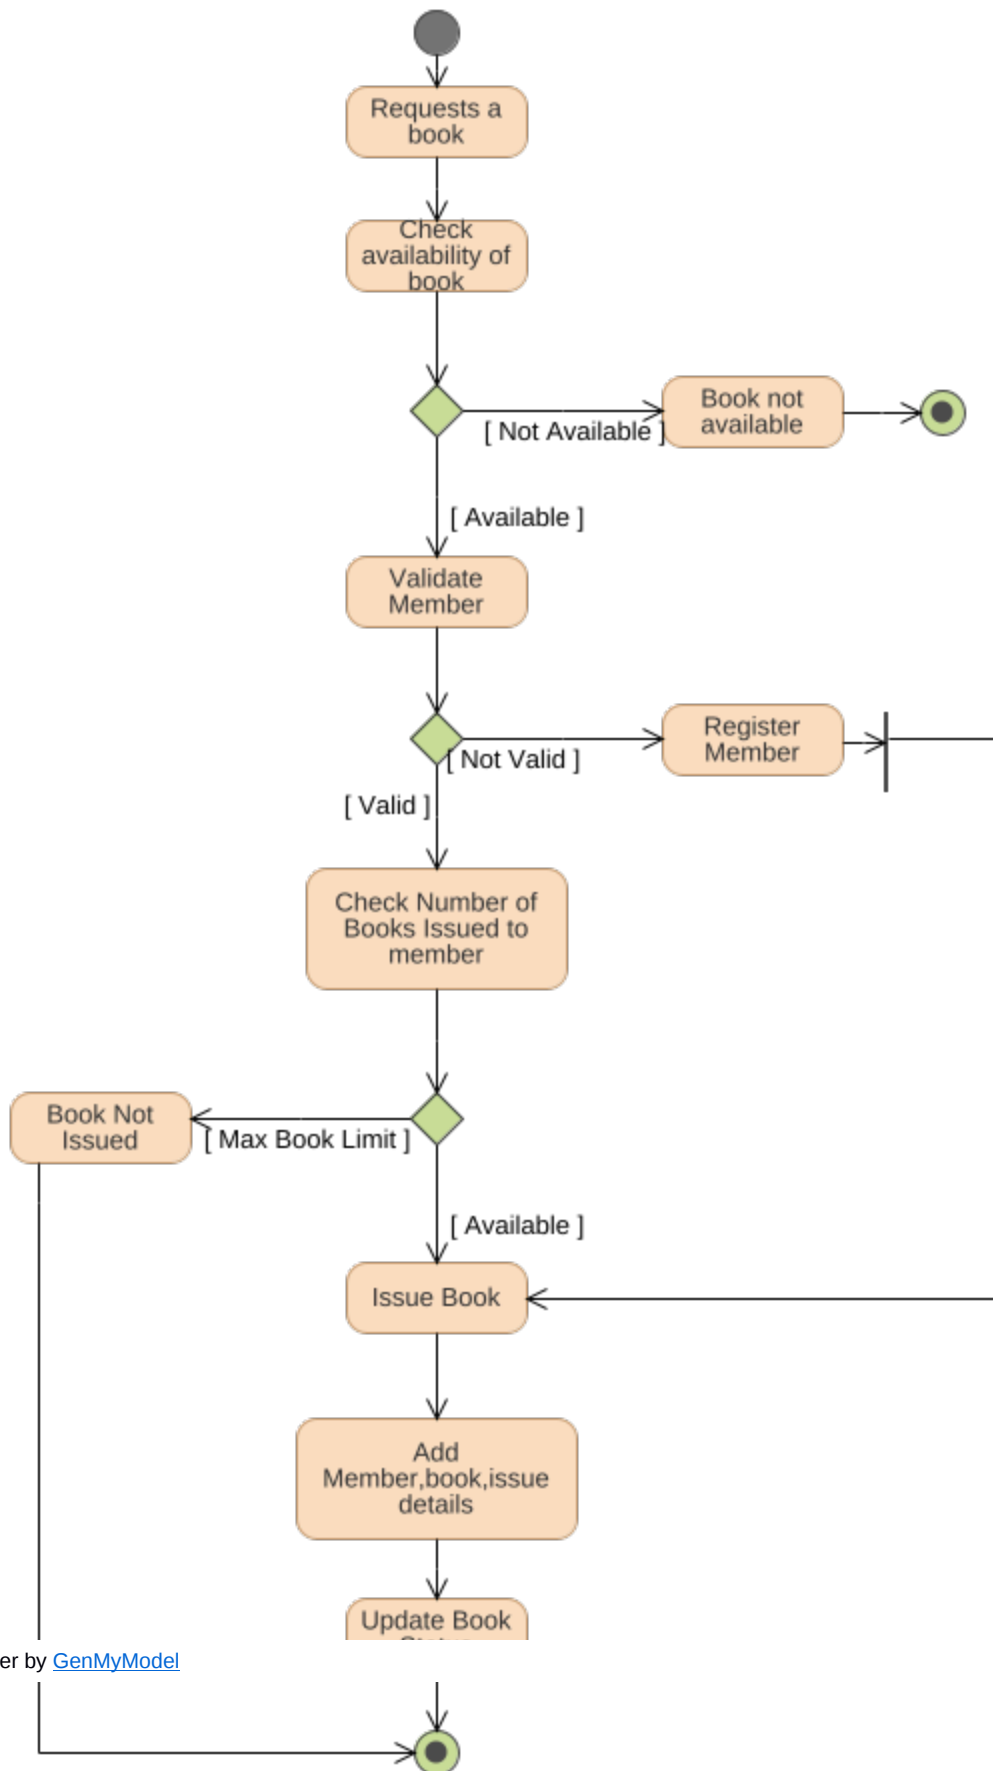 Requests a
book
Check
availability of
book
Book not
available
[ Not Available ]
[ Available ]
Validate
Member
Register
Member
[ Not Valid ]
[ Valid ]
Check Number of
Books Issued to
member
Book Not
Issued
[ Max Book Limit ]
[ Available ]
Issue Book
Add
Member,book,issue
details
Update Book
er by GenMyModel